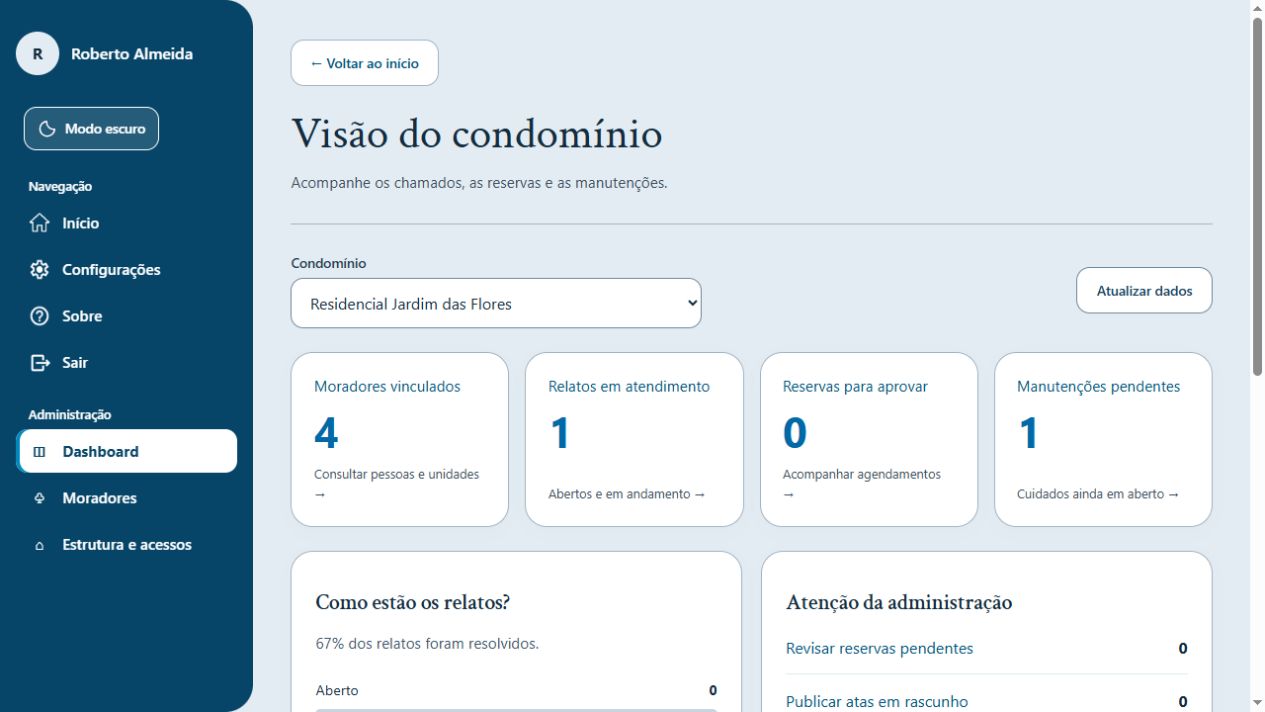 R
Roberto Almeida
Modo escuro
Navegação
Início
Configurações
Sobre
Sair
Administração
Dashboard
Moradores
Estrutura e acessos
← Voltar ao início
Visão do condomínio
Acompanhe os chamados, as reservas e as manutenções.
Condomínio
Residencial Jardim das Flores
Atualizar dados
Moradores vinculados
4
Consultar pessoas e unidades
→
Relatos em atendimento
1
Abertos e em andamento →
Reservas para aprovar
0
Acompanhar agendamentos
→
Manutenções pendentes
1
Cuidados ainda em aberto →
Como estão os relatos?
67% dos relatos foram resolvidos.
Aberto 0
Atenção da administração
Revisar reservas pendentes 0
Publicar atas em rascunho 0